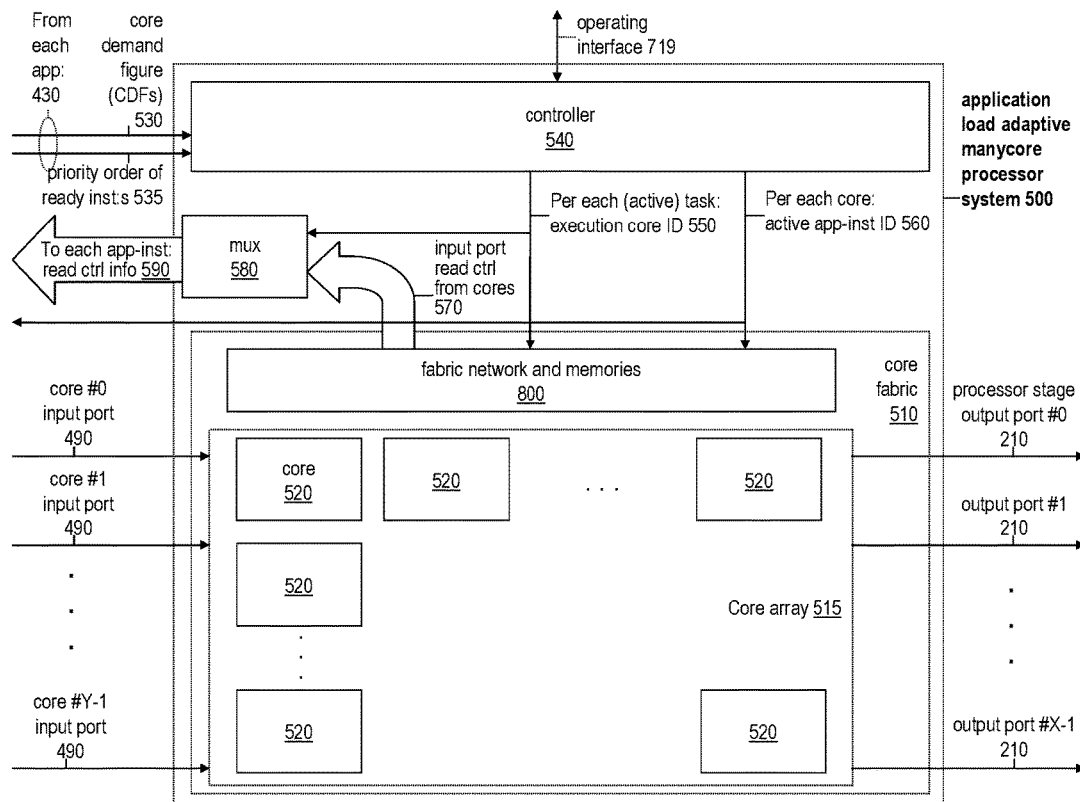 From
each
app:
430
core
demand
figure
(CDFs)
530
priority order of
ready inst:s 535
operating
interface 719
controller
540
application
load adaptive
manycore
processor
system 500
Per each (active) task:
execution core ID 550
Per each core:
active app-inst ID 560
To each app-inst:
read ctrl info 590
mux
580
input port
read ctrl
from cores
570
fabric network and memories
800
core
fabric
510
core #0
input port
490
core #1
input port
490
.
.
.
core #Y-1
input port
490
core
520
520
. . .
520
520
.
.
.
520
Core array 515
520
processor stage
output port #0
210
output port #1
210
.
.
.
output port #X-1
210